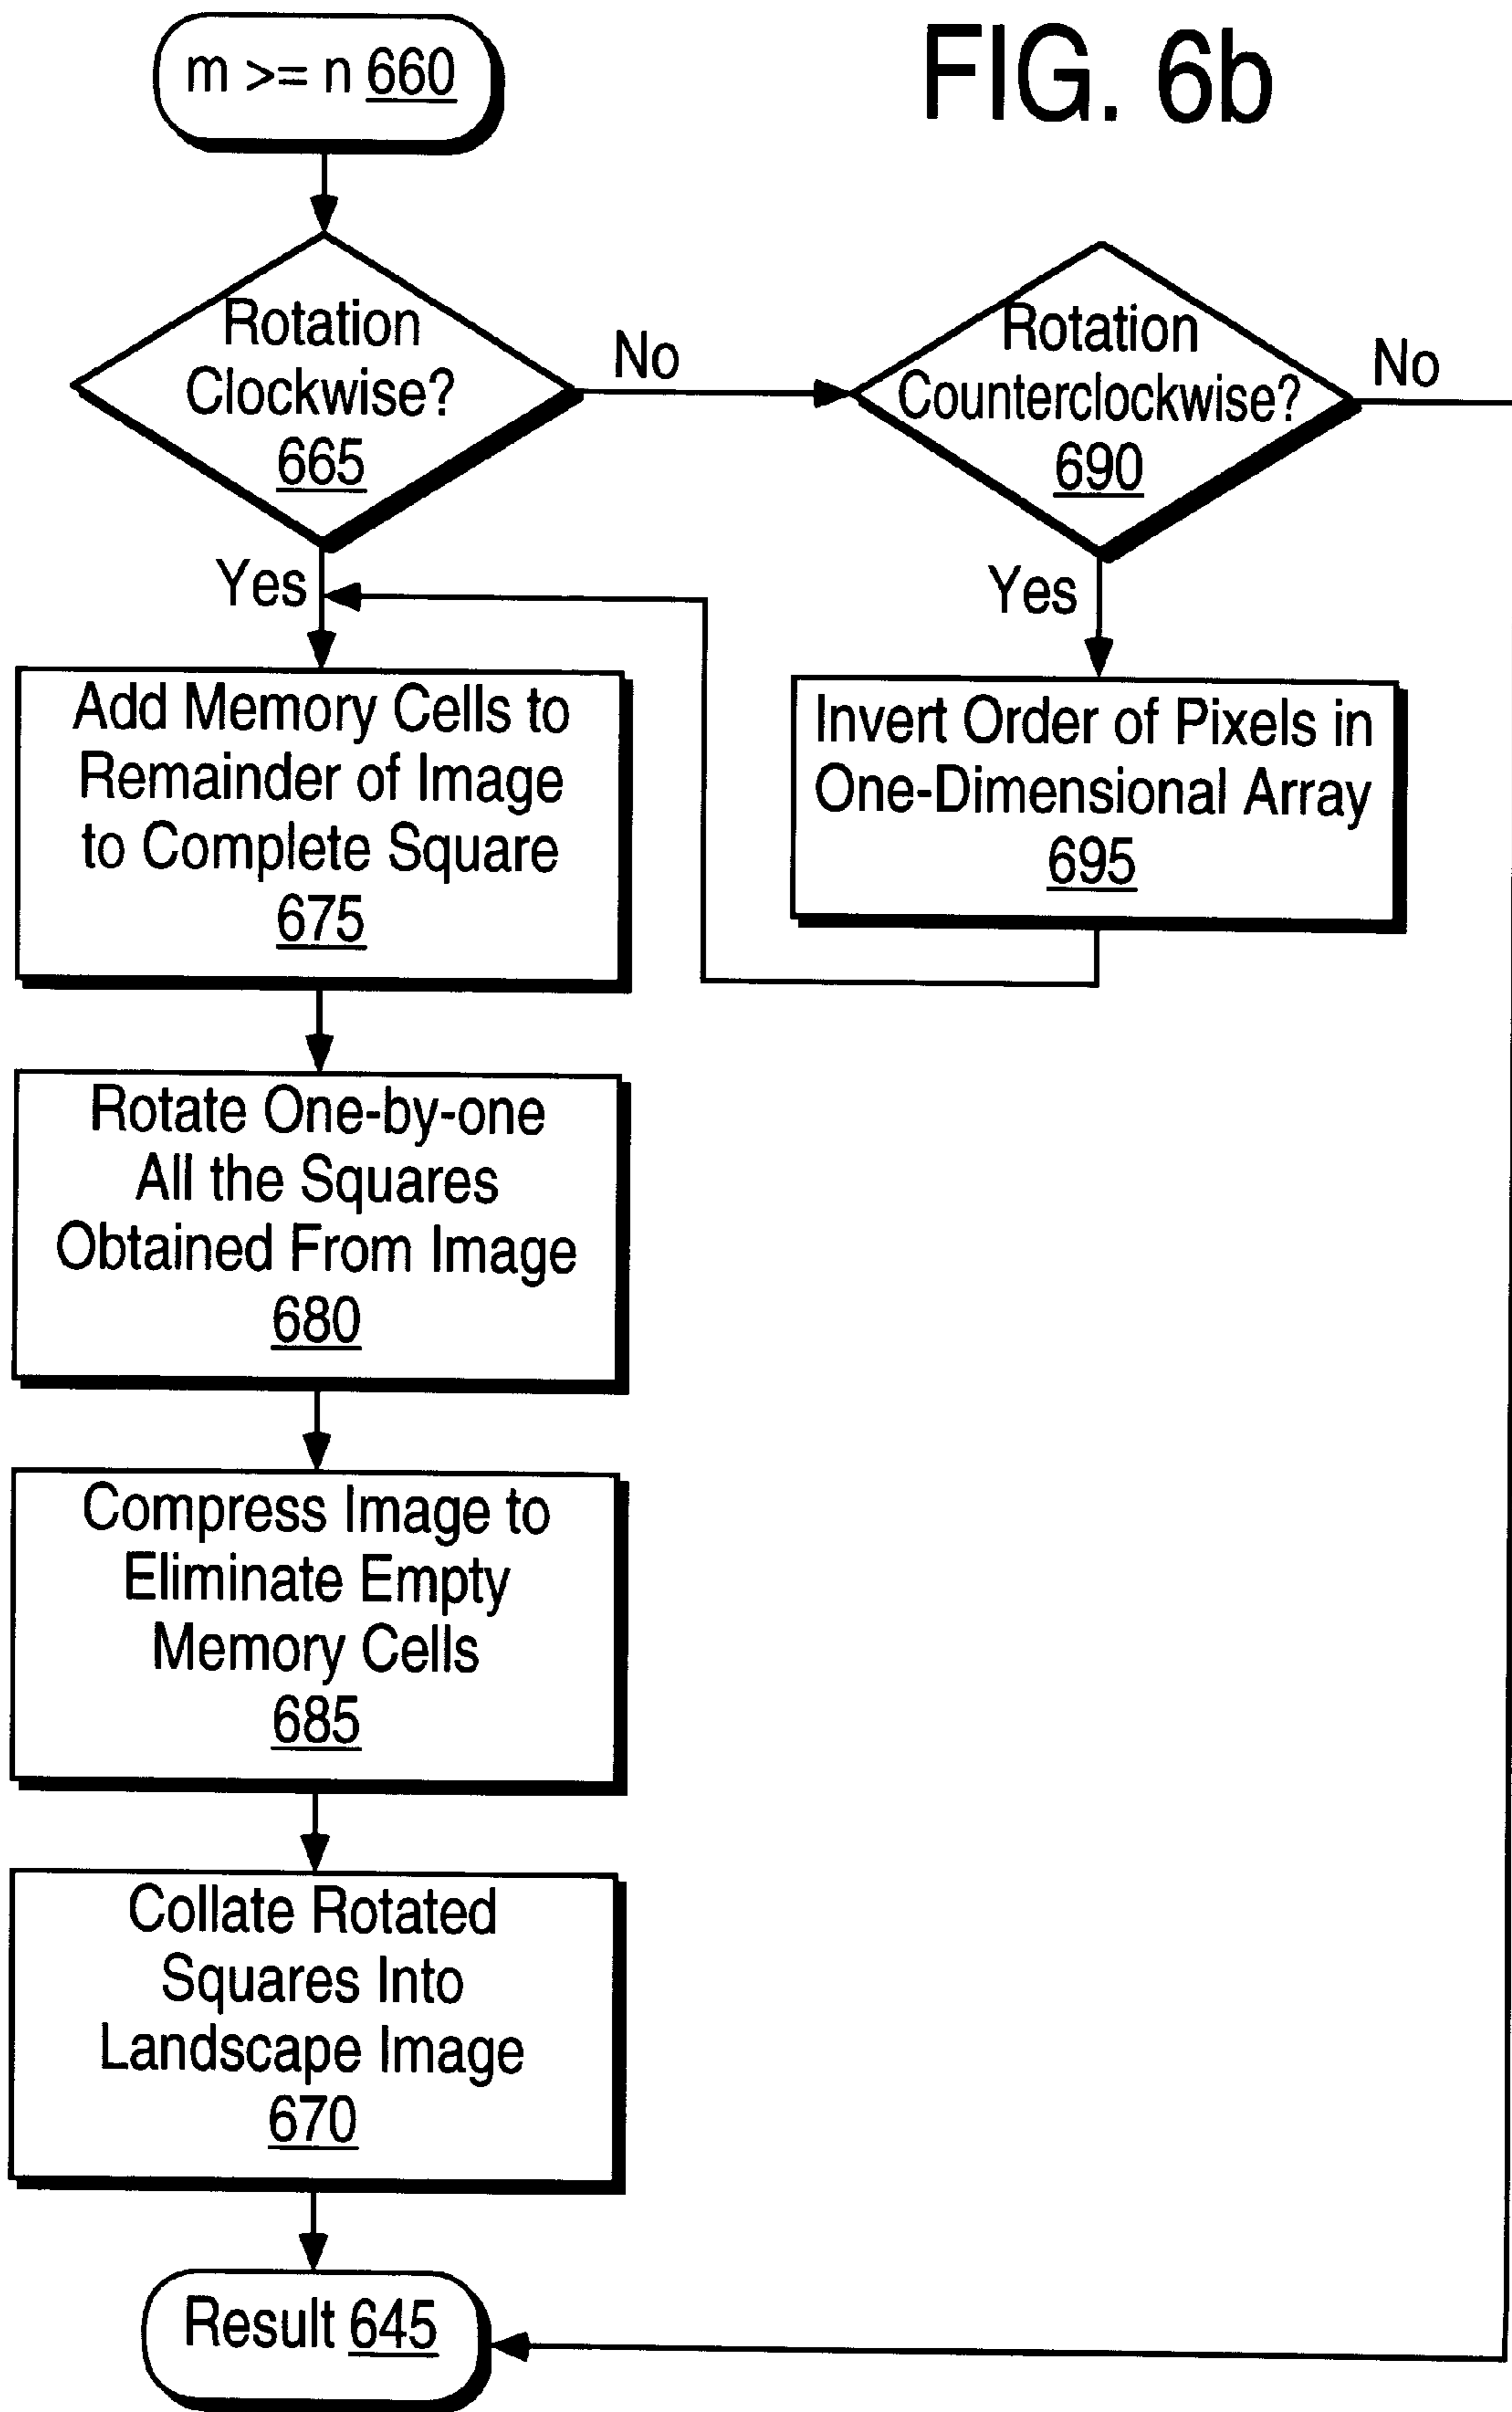 FIG. 6b
m >= n 660
Rotation
Clockwise?
665
No
Yes
Rotation
Counterclockwise?
690
No
Yes
Invert Order of Pixels in
One-Dimensional Array
695
Add Memory Cells to
Remainder of Image
to Complete Square
675
Rotate One-by-one
All the Squares
Obtained From Image
680
Compress Image to
Eliminate Empty
Memory Cells
685
Collate Rotated
Squares Into
Landscape Image
670
Result 645